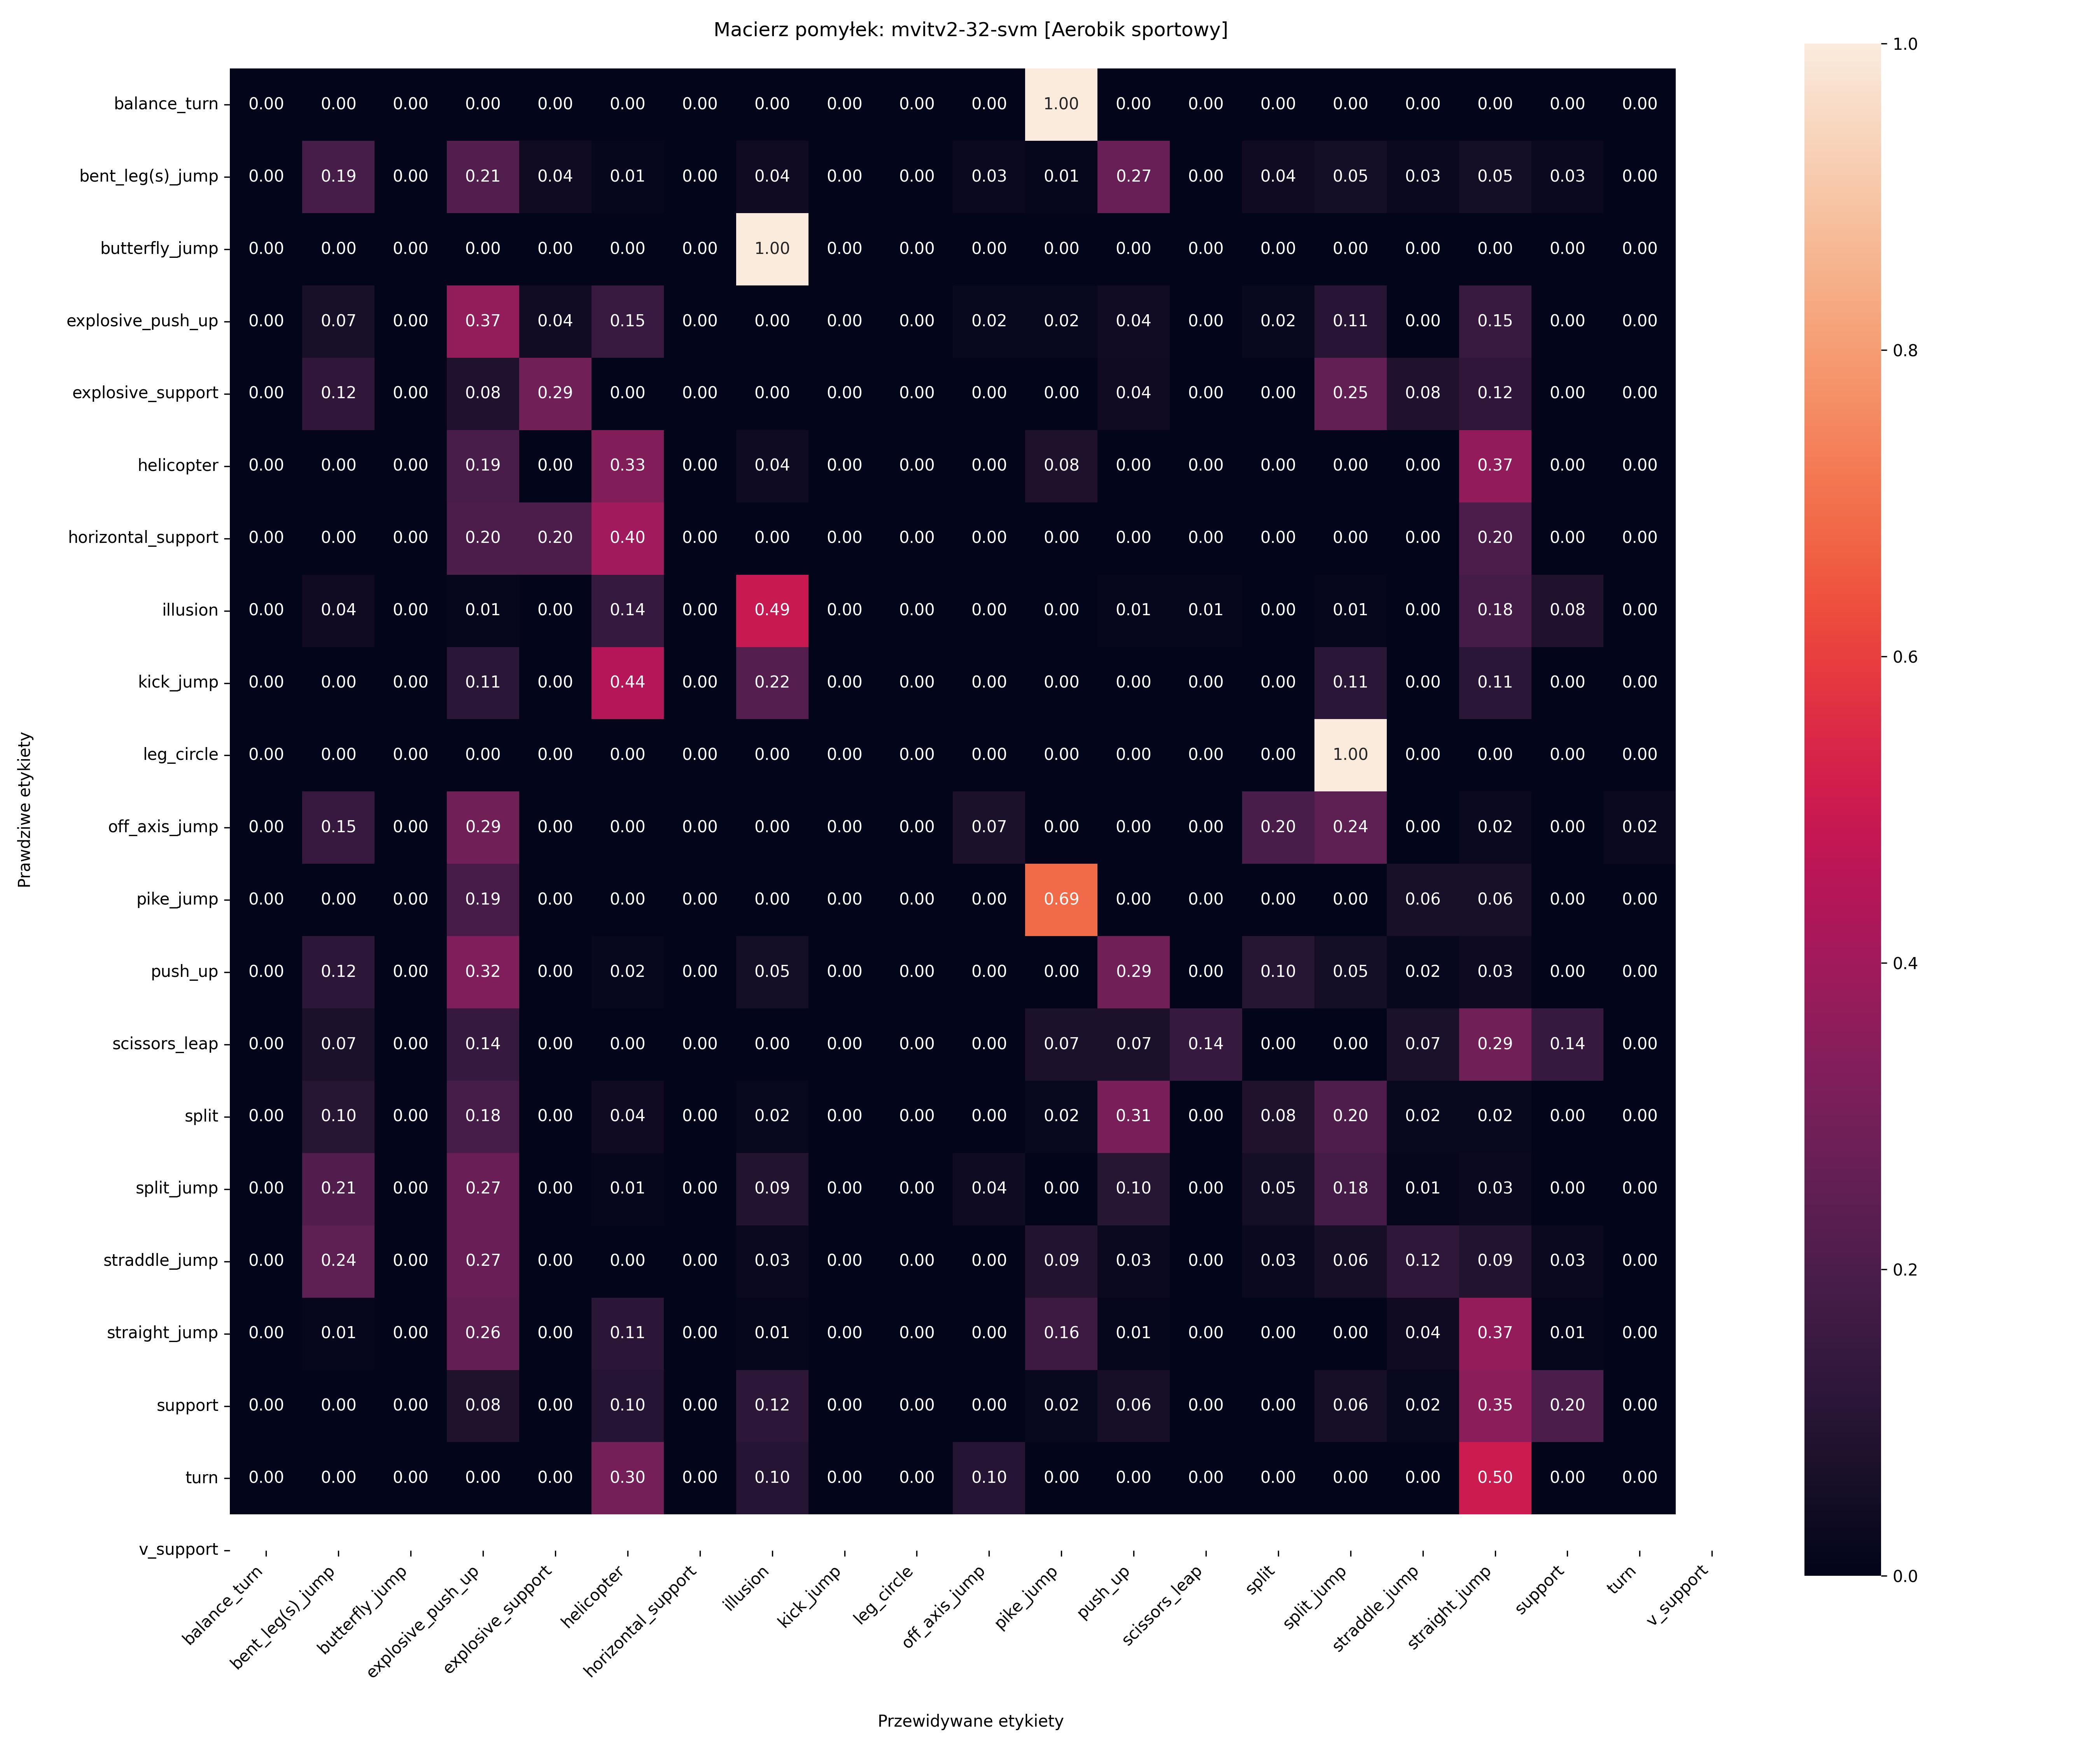 Macierz pomyłek: mvitv2-32-svm [Aerobik sportowy]
1.0
balance_turn 0.00 0.00 0.00 0.00 0.00 0.00 0.00 0.00 0.00 0.00 0.00 1.00 0.00 0.00 0.00 0.00 0.00 0.00 0.00 0.00
bent_leg(s)_jump 0.00 0.19 0.00 0.21 0.04 0.01 0.00 0.04 0.00 0.00 0.03 0.01 0.27 0.00 0.04 0.05 0.03 0.05 0.03 0.00
butterfly_jump 0.00 0.00 0.00 0.00 0.00 0.00 0.00 1.00 0.00 0.00 0.00 0.00 0.00 0.00 0.00 0.00 0.00 0.00 0.00 0.00
explosive_push_up 0.00 0.07 0.00 0.37 0.04 0.15 0.00 0.00 0.00 0.00 0.02 0.02 0.04 0.00 0.02 0.11 0.00 0.15 0.00 0.00
0.8
explosive_support 0.00 0.12 0.00 0.08 0.29 0.00 0.00 0.00 0.00 0.00 0.00 0.00 0.04 0.00 0.00 0.25 0.08 0.12 0.00 0.00
helicopter 0.00 0.00 0.00 0.19 0.00 0.33 0.00 0.04 0.00 0.00 0.00 0.08 0.00 0.00 0.00 0.00 0.00 0.37 0.00 0.00
horizontal_support 0.00 0.00 0.00 0.20 0.20 0.40 0.00 0.00 0.00 0.00 0.00 0.00 0.00 0.00 0.00 0.00 0.00 0.20 0.00 0.00
illusion 0.00 0.04 0.00 0.01 0.00 0.14 0.00 0.49 0.00 0.00 0.00 0.00 0.01 0.01 0.00 0.01 0.00 0.18 0.08 0.00
0.6
kick_jump 0.00 0.00 0.00 0.11 0.00 0.44 0.00 0.22 0.00 0.00 0.00 0.00 0.00 0.00 0.00 0.11 0.00 0.11 0.00 0.00
leg_circle 0.00 0.00 0.00 0.00 0.00 0.00 0.00 0.00 0.00 0.00 0.00 0.00 0.00 0.00 0.00 1.00 0.00 0.00 0.00 0.00
Prawdziwe etykiety
off_axis_jump 0.00 0.15 0.00 0.29 0.00 0.00 0.00 0.00 0.00 0.00 0.07 0.00 0.00 0.00 0.20 0.24 0.00 0.02 0.00 0.02
pike_jump 0.00 0.00 0.00 0.19 0.00 0.00 0.00 0.00 0.00 0.00 0.00 0.69 0.00 0.00 0.00 0.00 0.06 0.06 0.00 0.00
0.4
push_up 0.00 0.12 0.00 0.32 0.00 0.02 0.00 0.05 0.00 0.00 0.00 0.00 0.29 0.00 0.10 0.05 0.02 0.03 0.00 0.00
scissors_leap 0.00 0.07 0.00 0.14 0.00 0.00 0.00 0.00 0.00 0.00 0.00 0.07 0.07 0.14 0.00 0.00 0.07 0.29 0.14 0.00
split 0.00 0.10 0.00 0.18 0.00 0.04 0.00 0.02 0.00 0.00 0.00 0.02 0.31 0.00 0.08 0.20 0.02 0.02 0.00 0.00
split_jump 0.00 0.21 0.00 0.27 0.00 0.01 0.00 0.09 0.00 0.00 0.04 0.00 0.10 0.00 0.05 0.18 0.01 0.03 0.00 0.00
straddle_jump 0.00 0.24 0.00 0.27 0.00 0.00 0.00 0.03 0.00 0.00 0.00 0.09 0.03 0.00 0.03 0.06 0.12 0.09 0.03 0.00
0.2
straight_jump 0.00 0.01 0.00 0.26 0.00 0.11 0.00 0.01 0.00 0.00 0.00 0.16 0.01 0.00 0.00 0.00 0.04 0.37 0.01 0.00
support 0.00 0.00 0.00 0.08 0.00 0.10 0.00 0.12 0.00 0.00 0.00 0.02 0.06 0.00 0.00 0.06 0.02 0.35 0.20 0.00
turn 0.00 0.00 0.00 0.00 0.00 0.30 0.00 0.10 0.00 0.00 0.10 0.00 0.00 0.00 0.00 0.00 0.00 0.50 0.00 0.00
v_support
0.0
balance_turn
bent_leg(s)_jump
butterfly_jump
explosive_push_up
explosive_support
helicopter
horizontal_support
illusion
kick_jump
leg_circle
off_axis_jump
pike_jump
push_up
scissors_leap
split
split_jump
straddle_jump
straight_jump
support
turn
v_support
Przewidywane etykiety